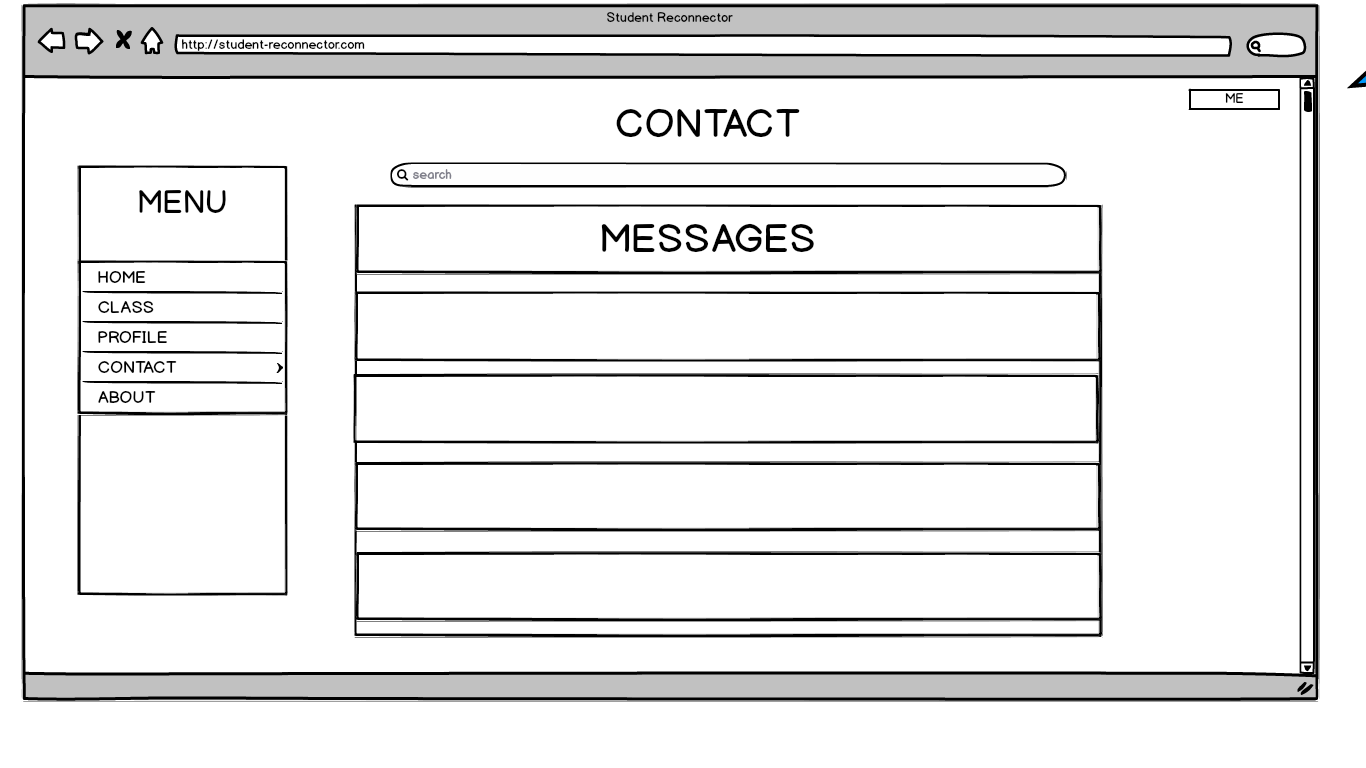 Student Reconnector
http://student-reconnector.com
ME
CONTACT
search
MENU
HOME
CLASS
PROFILE
CONTACT
ABOUT
MESSAGES